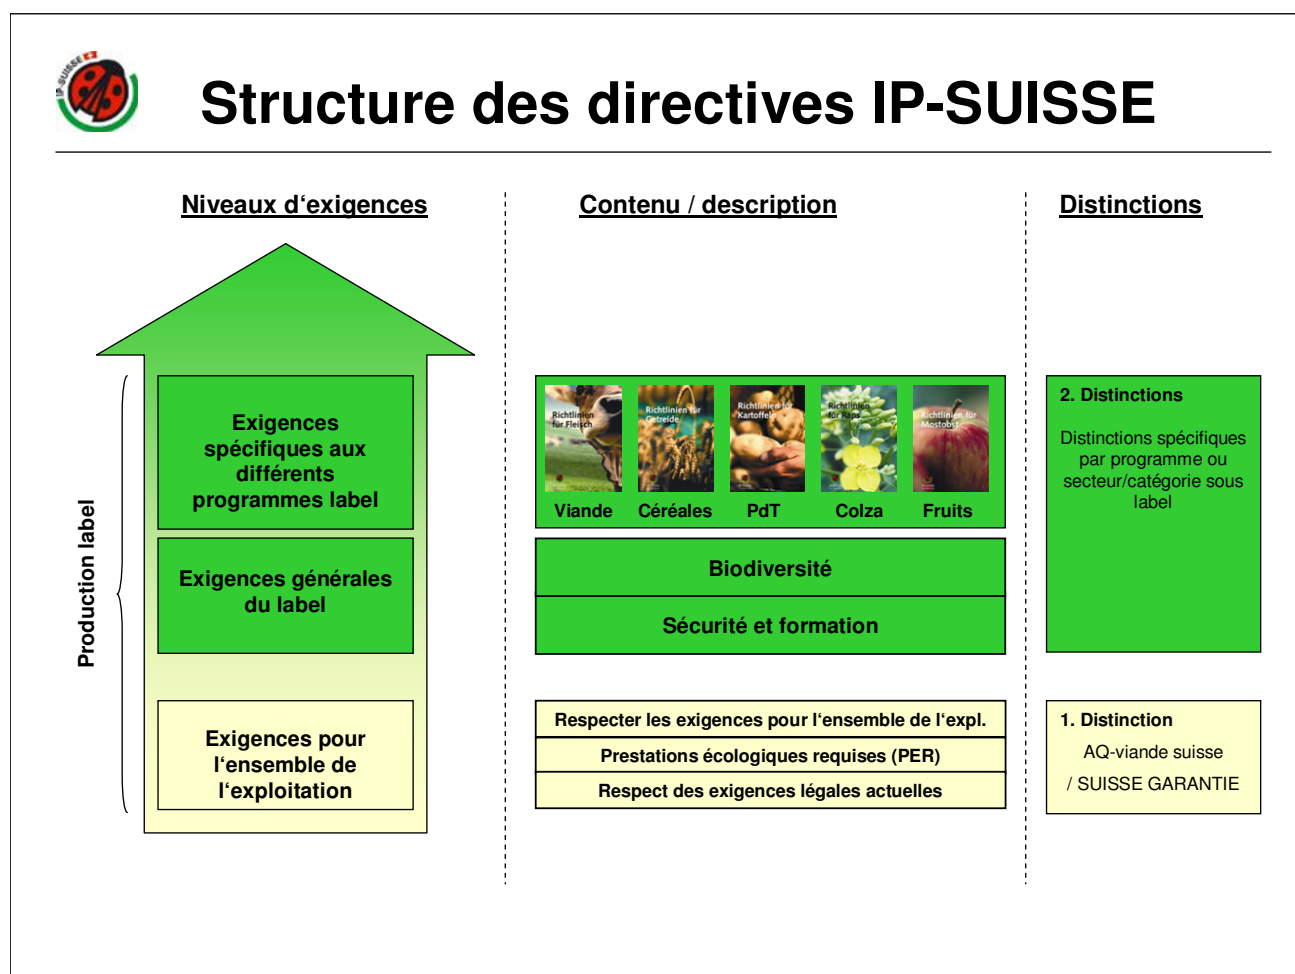 IP-SUISSE
Structure des directives IP-SUISSE
Niveaux d‘exigences
Contenu / description
Distinctions
Production label
Exigences
spécifiques aux
différents
programmes label
Exigences générales
du label
Exigences pour
l‘ensemble de
l‘exploitation
Richtlinien
für Fleisch
Richtlinien für
Getreide
Richtlinien für
Kartoffeln
Richtlinien
für Raps
Richtlinien für
Mostobst
Viande
Céréales
PdT
Colza
Fruits
Biodiversité
Sécurité et formation
Respecter les exigences pour l‘ensemble de l‘expl.
Prestations écologiques requises (PER)
Respect des exigences légales actuelles
2. Distinctions
Distinctions spécifiques
par programme ou
secteur/catégorie sous
label
1. Distinction
AQ-viande suisse
/ SUISSE GARANTIE